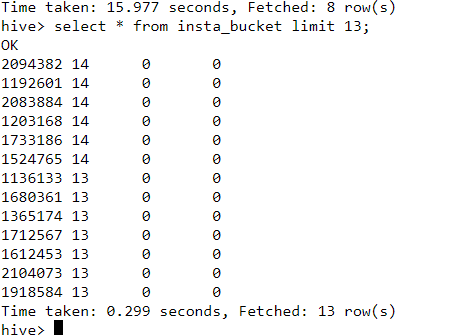 Time taken: 15.977 seconds, Fetched: 8 row(s)
hive> select * from insta_bucket limit 13;
OK
2094382 14 0 0
1192601 14 0 0
2083884 14 0 0
1203168 14 0 0
1733186 14 0 0
1524765 14 0 0
1136133 13 0 0
1680361 13 0 0
1365174 13 0 0
1712567 13 0 0
1612453 13 0 0
2104073 13 0 0
1918584 13 0 0
Time taken: 0.299 seconds, Fetched: 13 row(s)
hive>